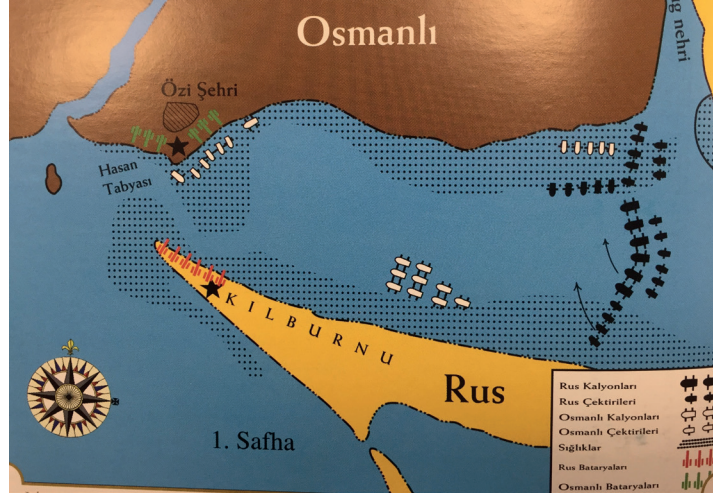 Osmanlı
nehri
Özi Şehri
Hasan
Tabyası
KILBURNU
Rus
1. Safha
Rus Kalyonları
Rus Çektirileri
Osmanlı Kalyonları
Osmanlı Çektirileri
Sığlıklar
Rus Bataryaları
Osmanlı Bataryaları